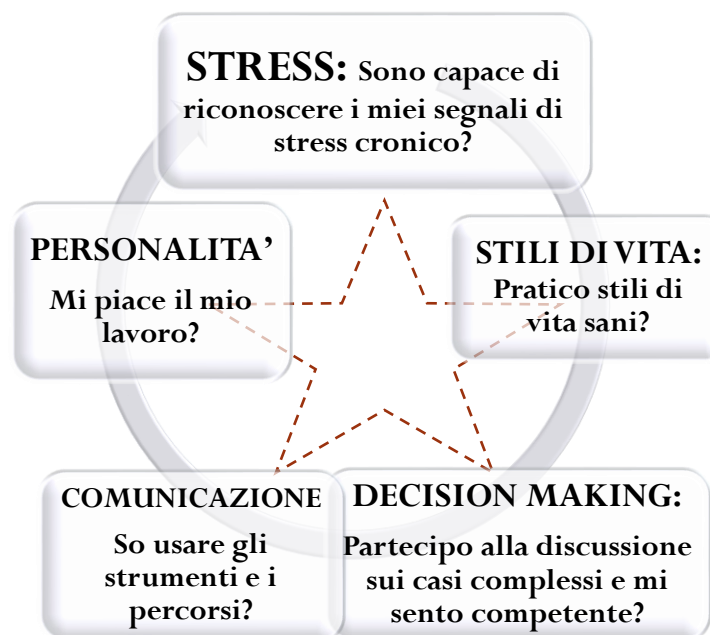 STRESS: Sono capace di
riconoscere i miei segnali di
stress cronico?
PERSONALITA’
Mi piace il mio
lavoro?
STILI DI VITA:
Pratico stili di
vita sani?
COMUNICAZIONE
So usare gli
strumenti e i
percorsi?
DECISION MAKING:
Partecipo alla discussione
sui casi complessi e mi
sento competente?